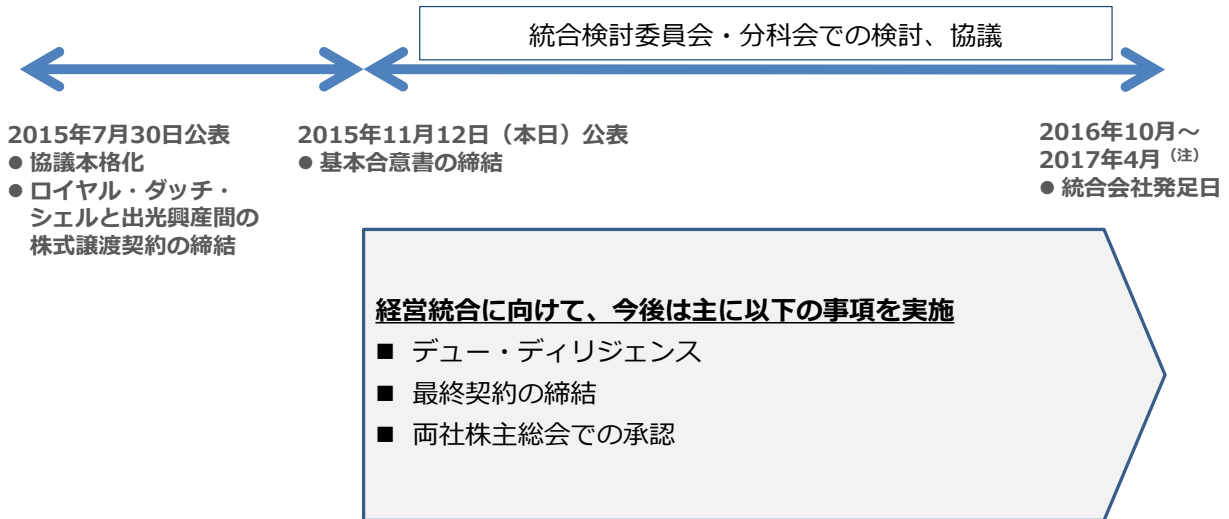 統合検討委員会・分科会での検討、協議
2015年7月30日公表
● 協議本格化
● ロイヤル・ダッチ・
シェルと出光興産間の
株式譲渡契約の締結
2015年11月12日（本日）公表
● 基本合意書の締結
2016年10月～
2017年4月（注）
● 統合会社発足日
経営統合に向けて、今後は主に以下の事項を実施
■ デュー・ディリジェンス
■ 最終契約の締結
■ 両社株主総会での承認